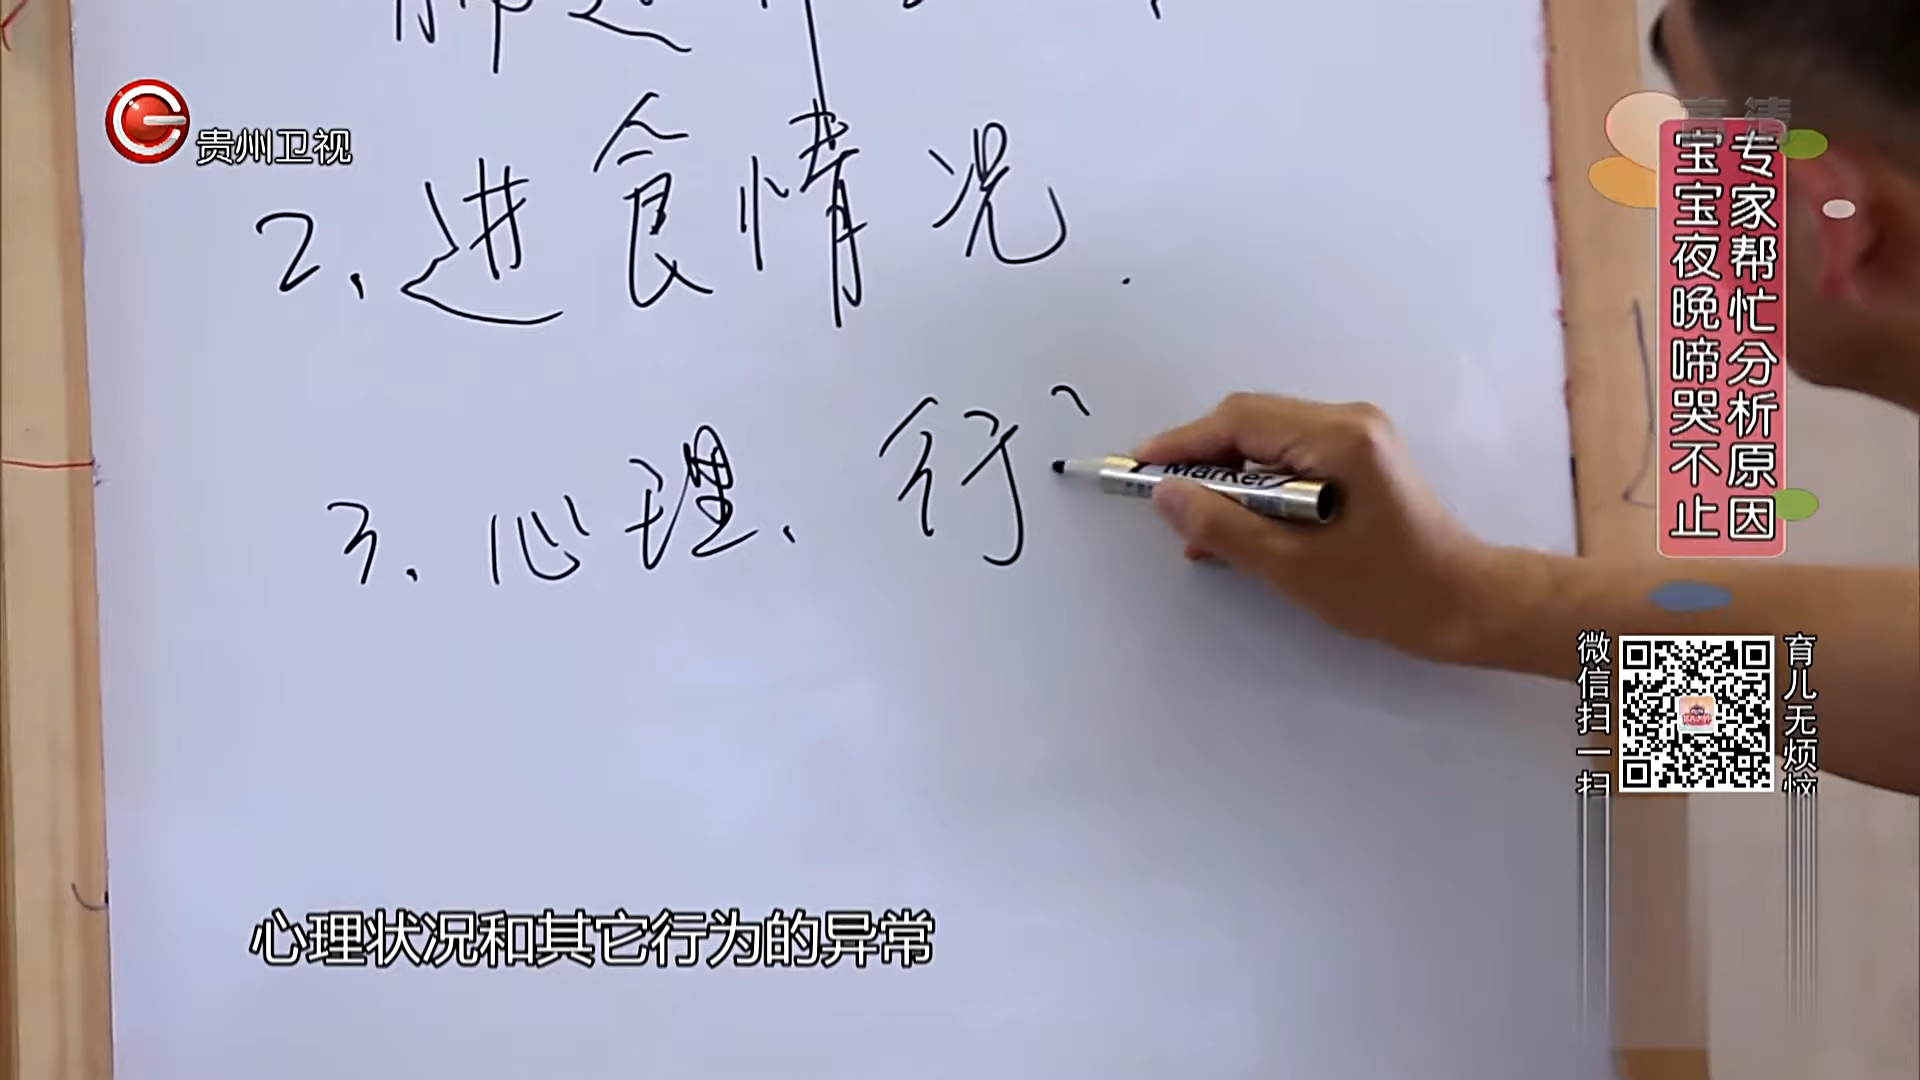 贵州卫视
高清
2、进食情况.
3.心理、行
Marker
专家帮忙分析原因
宝宝夜晚啼哭不止
育儿无烦恼
微信扫一扫
心理状况和其它行为的异常